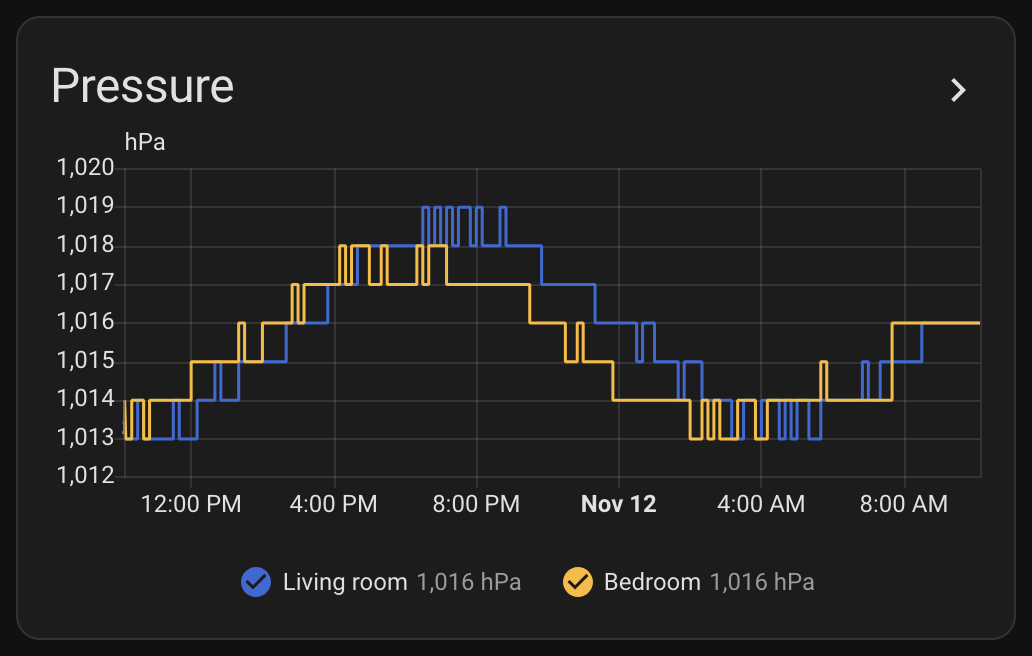 Pressure
hPa
1,020
1,019
1,018
1,017
1,016
1,015
1,014
1,013
1,012
12:00 PM 4:00 PM 8:00 PM Nov 12 4:00 AM 8:00 AM
Living room 1,016 hPa Bedroom 1,016 hPa